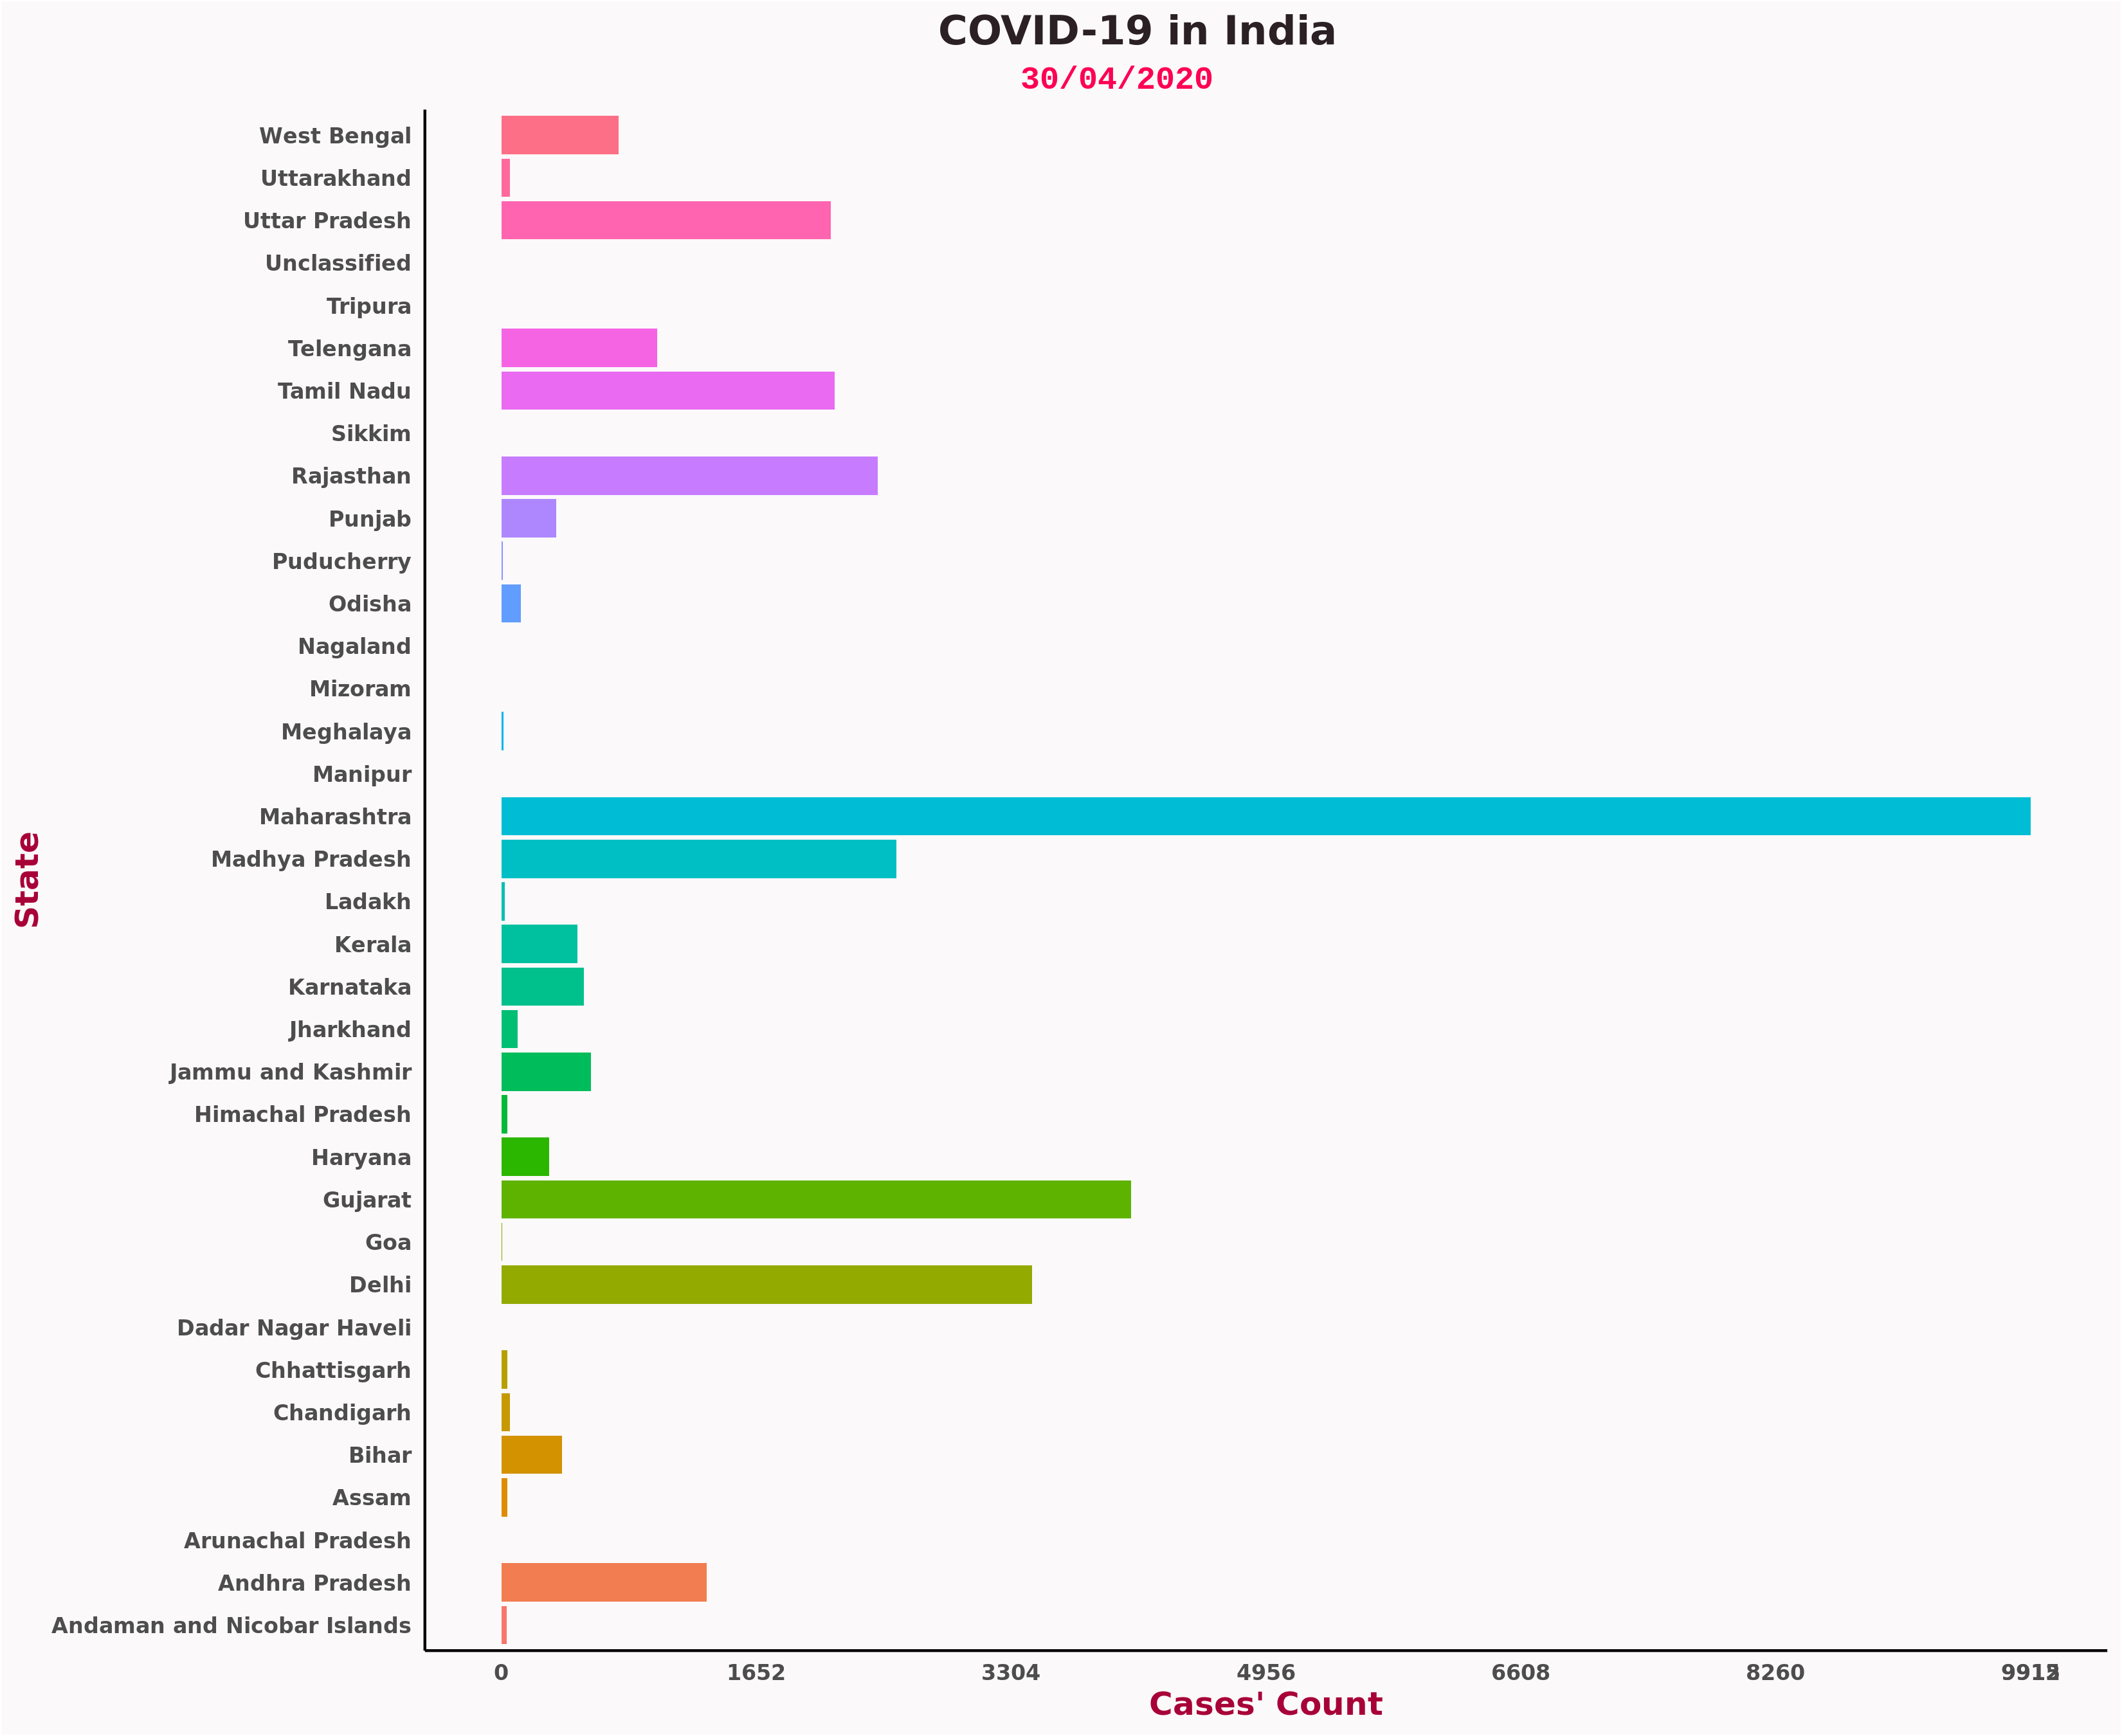 COVID-19 in India
30/04/2020
West Bengal
Uttarakhand
Uttar Pradesh
Unclassified
Tripura
Telengana
Tamil Nadu
Sikkim
Rajasthan
Punjab
Puducherry
Odisha
Nagaland
Mizoram
Meghalaya
Manipur
Maharashtra
Madhya Pradesh
Ladakh
Kerala
Karnataka
Jharkhand
Jammu and Kashmir
Himachal Pradesh
Haryana
Gujarat
Goa
Delhi
Dadar Nagar Haveli
Chhattisgarh
Chandigarh
Bihar
Assam
Arunachal Pradesh
Andhra Pradesh
Andaman and Nicobar Islands
State
0 1652 3304 4956 6608 8260
Cases' Count